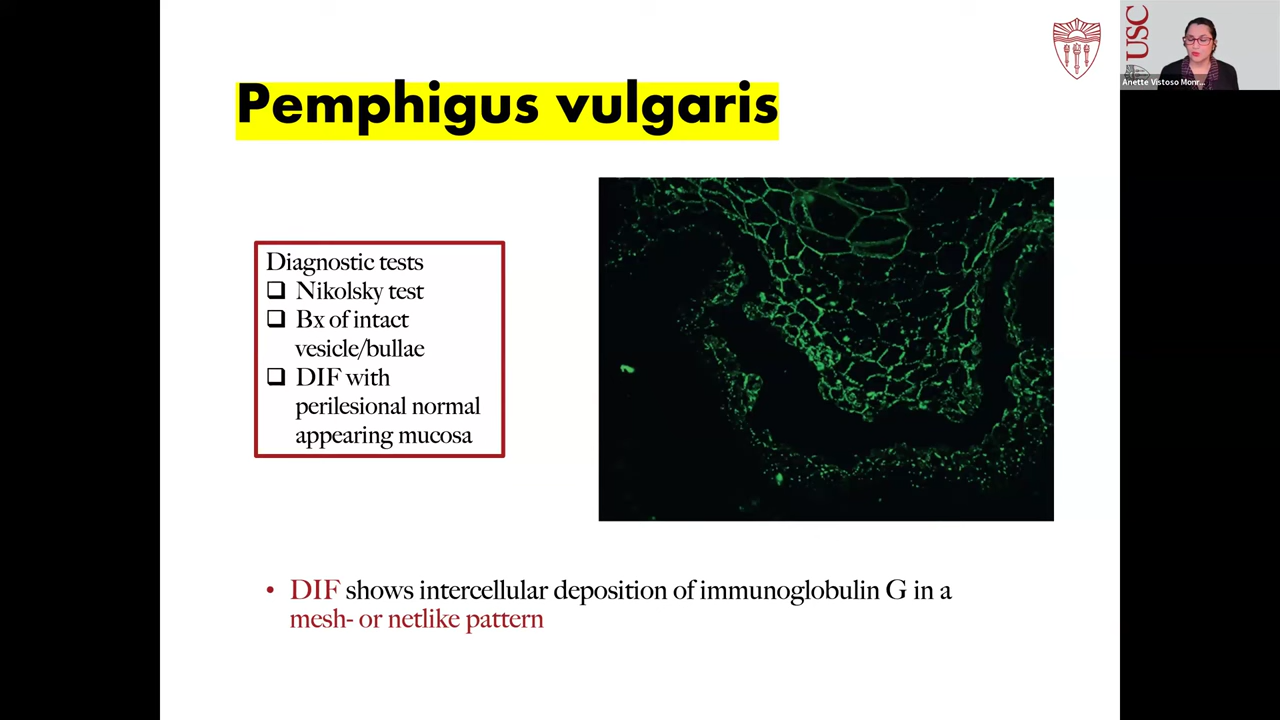 USC
Anette Vistoso Monr...
Pemphigus vulgaris
Diagnostic tests
❑ Nikolsky test
❑ Bx of intact
vesicle/bullae
❑ DIF with
perilesional normal
appearing mucosa
• DIF shows intercellular deposition of immunoglobulin G in a
mesh- or netlike pattern